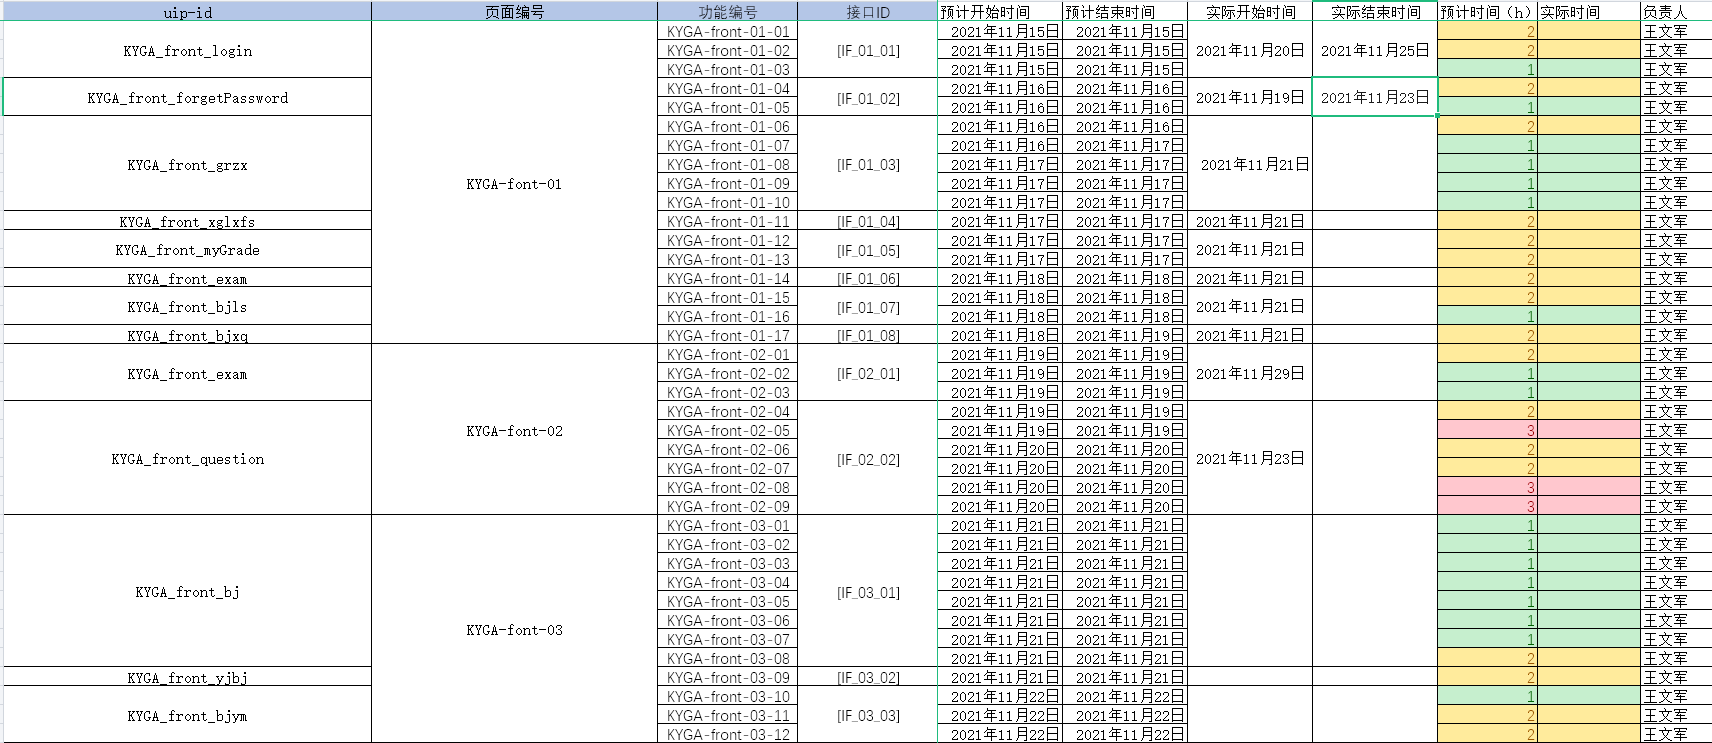 uip-id 页面编号 功能编号 接口ID 预计开始时间 预计结束时间 实际开始时间 实际结束时间 预计时间（h） 实际时间 负责人
KYGA_front_login KYGA-font-01 KYGA-front-01-01 [IF_01_01] 2021年11月15日 2021年11月15日 2021年11月20日 2021年11月25日 2 王文军
KYGA-front-01-02 2021年11月15日 2021年11月15日 2 王文军
KYGA-front-01-03 2021年11月15日 2021年11月15日 1 王文军
KYGA_front_forgetPassword KYGA-front-01-04 [IF_01_02] 2021年11月16日 2021年11月16日 2021年11月19日 2021年11月23日 2 王文军
KYGA-front-01-05 2021年11月16日 2021年11月16日 1 王文军
KYGA_front_grzx KYGA-front-01-06 [IF_01_03] 2021年11月16日 2021年11月16日 2021年11月21日 2 王文军
KYGA-front-01-07 2021年11月16日 2021年11月17日 1 王文军
KYGA-front-01-08 2021年11月17日 2021年11月17日 1 王文军
KYGA-front-01-09 2021年11月17日 2021年11月17日 1 王文军
KYGA-front-01-10 2021年11月17日 2021年11月17日 1 王文军
KYGA_front_xglxfs KYGA-front-01-11 [IF_01_04] 2021年11月17日 2021年11月17日 2021年11月21日 2 王文军
KYGA_front_myGrade KYGA-front-01-12 [IF_01_05] 2021年11月17日 2021年11月17日 2021年11月21日 2 王文军
KYGA-front-01-13 2021年11月17日 2021年11月17日 2 王文军
KYGA_front_exam KYGA-front-01-14 [IF_01_06] 2021年11月18日 2021年11月18日 2021年11月21日 2 王文军
KYGA_front_bjls KYGA-front-01-15 [IF_01_07] 2021年11月18日 2021年11月18日 2021年11月21日 2 王文军
KYGA-front-01-16 2021年11月18日 2021年11月18日 1 王文军
KYGA_front_bjxq KYGA-front-01-17 [IF_01_08] 2021年11月18日 2021年11月19日 2021年11月21日 2 王文军
KYGA_front_exam KYGA-font-02 KYGA-front-02-01 [IF_02_01] 2021年11月19日 2021年11月19日 2021年11月29日 2 王文军
KYGA-front-02-02 2021年11月19日 2021年11月19日 1 王文军
KYGA-front-02-03 2021年11月19日 2021年11月19日 1 王文军
KYGA_front_question KYGA-front-02-04 [IF_02_02] 2021年11月19日 2021年11月19日 2021年11月23日 2 王文军
KYGA-front-02-05 2021年11月19日 2021年11月19日 3 王文军
KYGA-front-02-06 2021年11月20日 2021年11月20日 2 王文军
KYGA-front-02-07 2021年11月20日 2021年11月20日 2 王文军
KYGA-front-02-08 2021年11月20日 2021年11月20日 3 王文军
KYGA-front-02-09 2021年11月20日 2021年11月20日 3 王文军
KYGA_front_bj KYGA-font-03 KYGA-front-03-01 [IF_03_01] 2021年11月21日 2021年11月21日 1 王文军
KYGA-front-03-02 2021年11月21日 2021年11月21日 1 王文军
KYGA-front-03-03 2021年11月21日 2021年11月21日 1 王文军
KYGA-front-03-04 2021年11月21日 2021年11月21日 1 王文军
KYGA-front-03-05 2021年11月21日 2021年11月21日 1 王文军
KYGA-front-03-06 2021年11月21日 2021年11月21日 1 王文军
KYGA-front-03-07 2021年11月21日 2021年11月21日 1 王文军
KYGA-front-03-08 2021年11月21日 2021年11月21日 2 王文军
KYGA_front_yjbj KYGA-front-03-09 [IF_03_02] 2021年11月21日 2021年11月21日 2 王文军
KYGA_front_bjym KYGA-front-03-10 [IF_03_03] 2021年11月22日 2021年11月22日 1 王文军
KYGA-front-03-11 2021年11月22日 2021年11月22日 2 王文军
KYGA-front-03-12 2021年11月22日 2021年11月22日 2 王文军